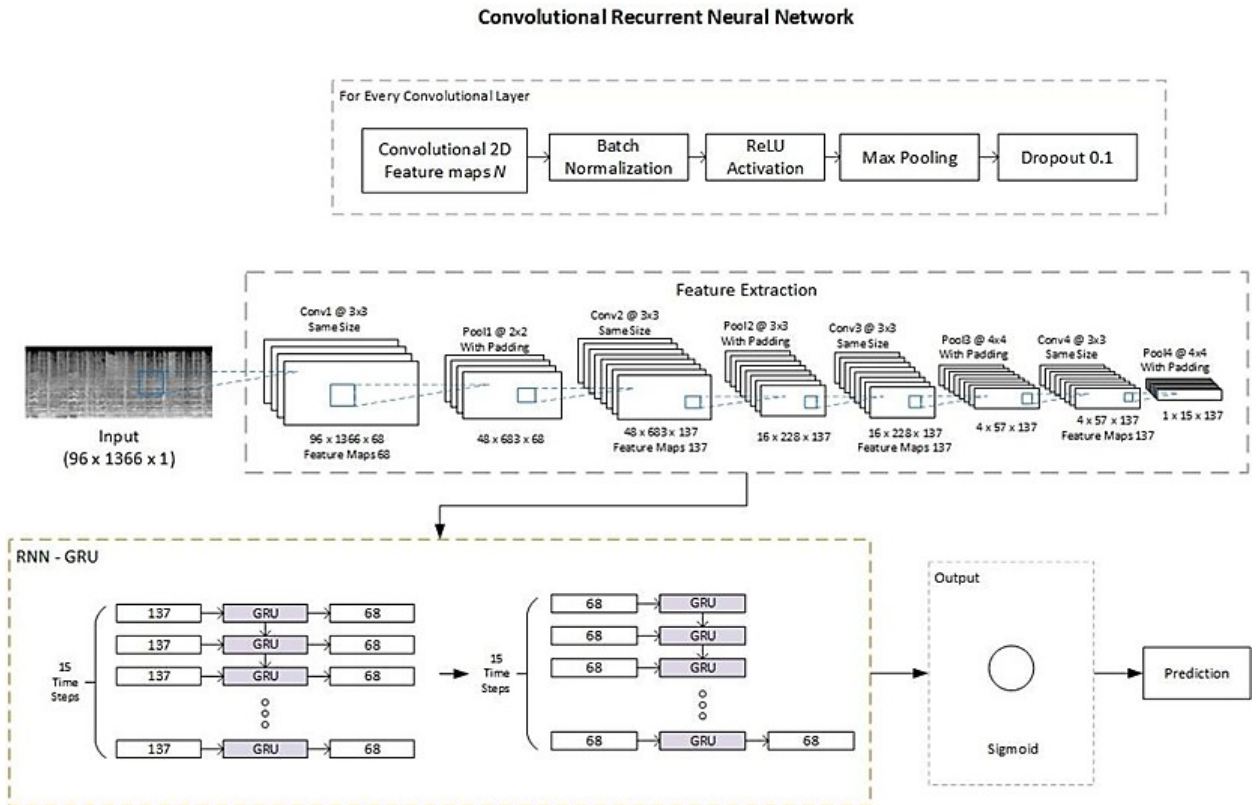 Convolutional Recurrent Neural Network
For Every Convolutional Layer
Convolutional 2D
Feature maps N
Batch
Normalization
ReLU
Activation
Max Pooling
Dropout 0.1
Feature Extraction
Conv1 @ 3x3
Same Size
96 x 1366 x 68
Feature Maps 68
Pool1 @ 2x2
With Padding
48 x 683 x 68
Conv2 @ 3x3
Same Size
48 x 683 x 137
Feature Maps 137
Pool2 @ 3x3
With Padding
16 x 228 x 137
Conv3 @ 3x3
Same Size
16 x 228 x 137
Feature Maps 137
Pool3 @ 4x4
With Padding
4 x 57 x 137
Conv4 @ 3x3
Same Size
4 x 57 x 137
Feature Maps 137
Pool4 @ 4x4
With Padding
1 x 15 x 137
Input
(96 x 1366 x 1)
RNN - GRU
15
Time
Steps
137 GRU 68
137 GRU 68
137 GRU 68
137 GRU 68
15
Time
Steps
68 GRU
68 GRU
68 GRU
68 GRU 68
Output
Sigmoid
Prediction